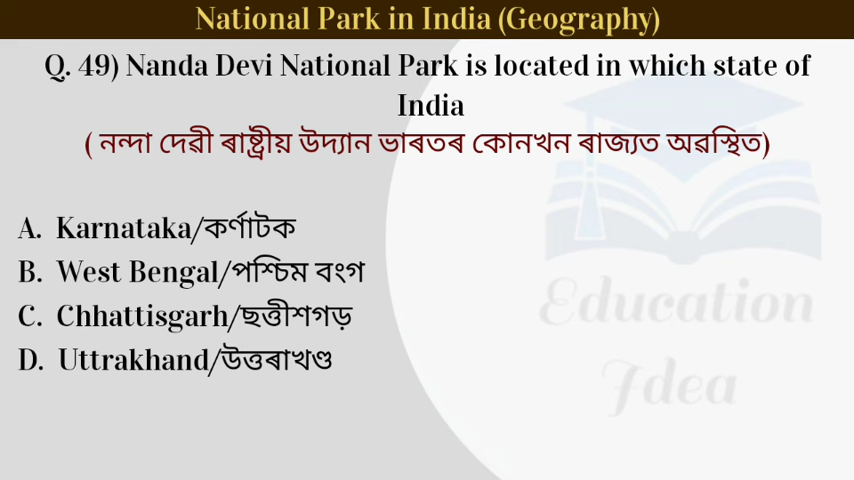 National Park in India (Geography)
Q. 49) Nanda Devi National Park is located in which state of
India
( নন্দা দেৱী ৰাষ্ট্ৰীয় উদ্যান ভাৰতৰ কোনখন ৰাজ্যত অৱস্থিত)
A. Karnataka/কৰ্ণাটক
B. West Bengal/পশ্চিম বংগ
C. Chhattisgarh/ছত্তীশগড়
D. Uttrakhand/উত্তৰাখণ্ড
Education
Idea